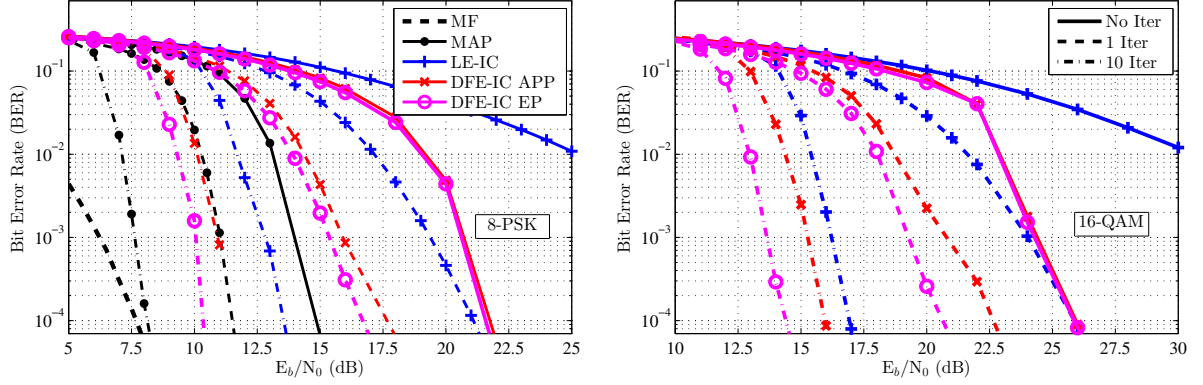 Bit Error Rate (BER)
10⁻¹
10⁻²
10⁻³
10⁻⁴
5 7.5 10 12.5 15 17.5 20 22.5 25
E_b/N_0 (dB)
MF
MAP
LE-IC
DFE-IC APP
DFE-IC EP
8-PSK
Bit Error Rate (BER)
10⁻¹
10⁻²
10⁻³
10⁻⁴
10 12.5 15 17.5 20 22.5 25 27.5 30
E_b/N_0 (dB)
No Iter
1 Iter
10 Iter
16-QAM